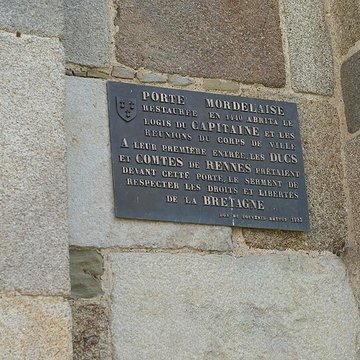 PORTE MORDELAISE
RESTAURÉE EN 1440 ABRITA LE
LOGIS DU CAPITAINE ET LES
RÉUNIONS DU CORPS DE VILLE
A LEUR PREMIÈRE ENTRÉE, LES DUCS
ET COMTES DE RENNES PRÊTAIENT
DEVANT CETTE PORTE, LE SERMENT DE
RESPECTER LES DROITS ET LIBERTÉS
DE LA BRETAGNE